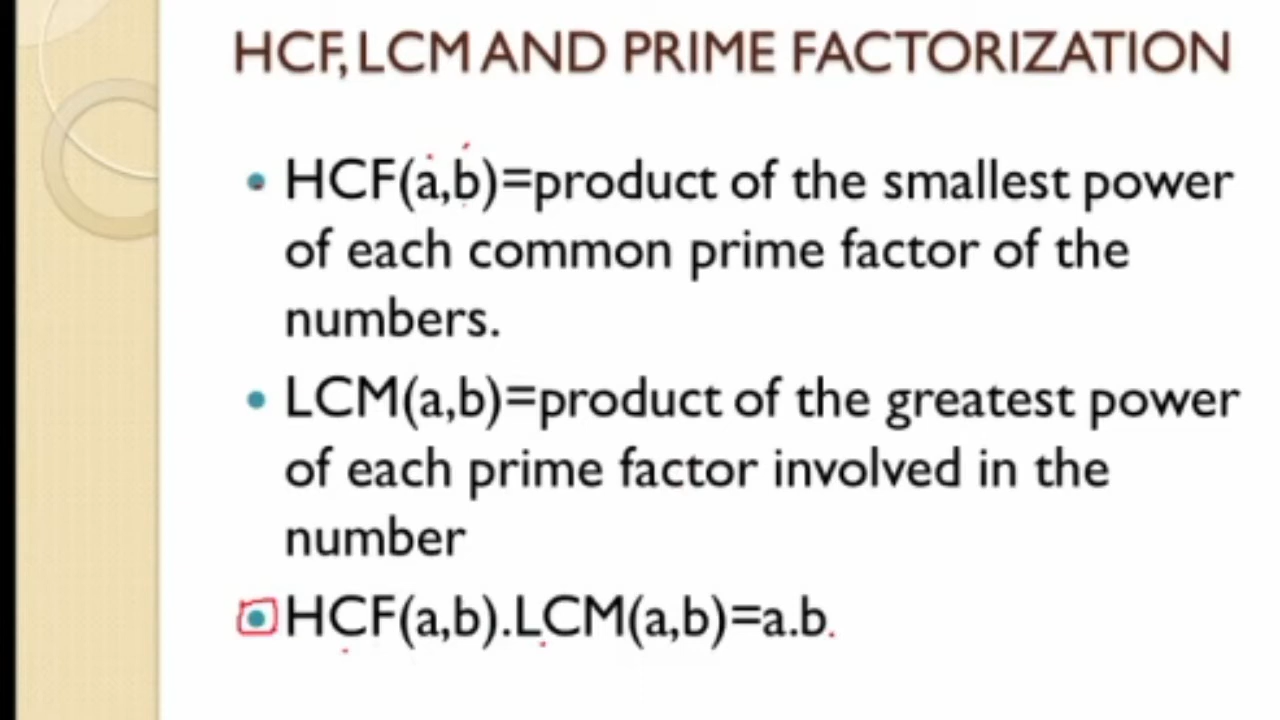 HCF, LCM AND PRIME FACTORIZATION
• HCF(a,b)=product of the smallest power
of each common prime factor of the
numbers.
• LCM(a,b)=product of the greatest power
of each prime factor involved in the
number
• HCF(a,b).LCM(a,b)=a.b.